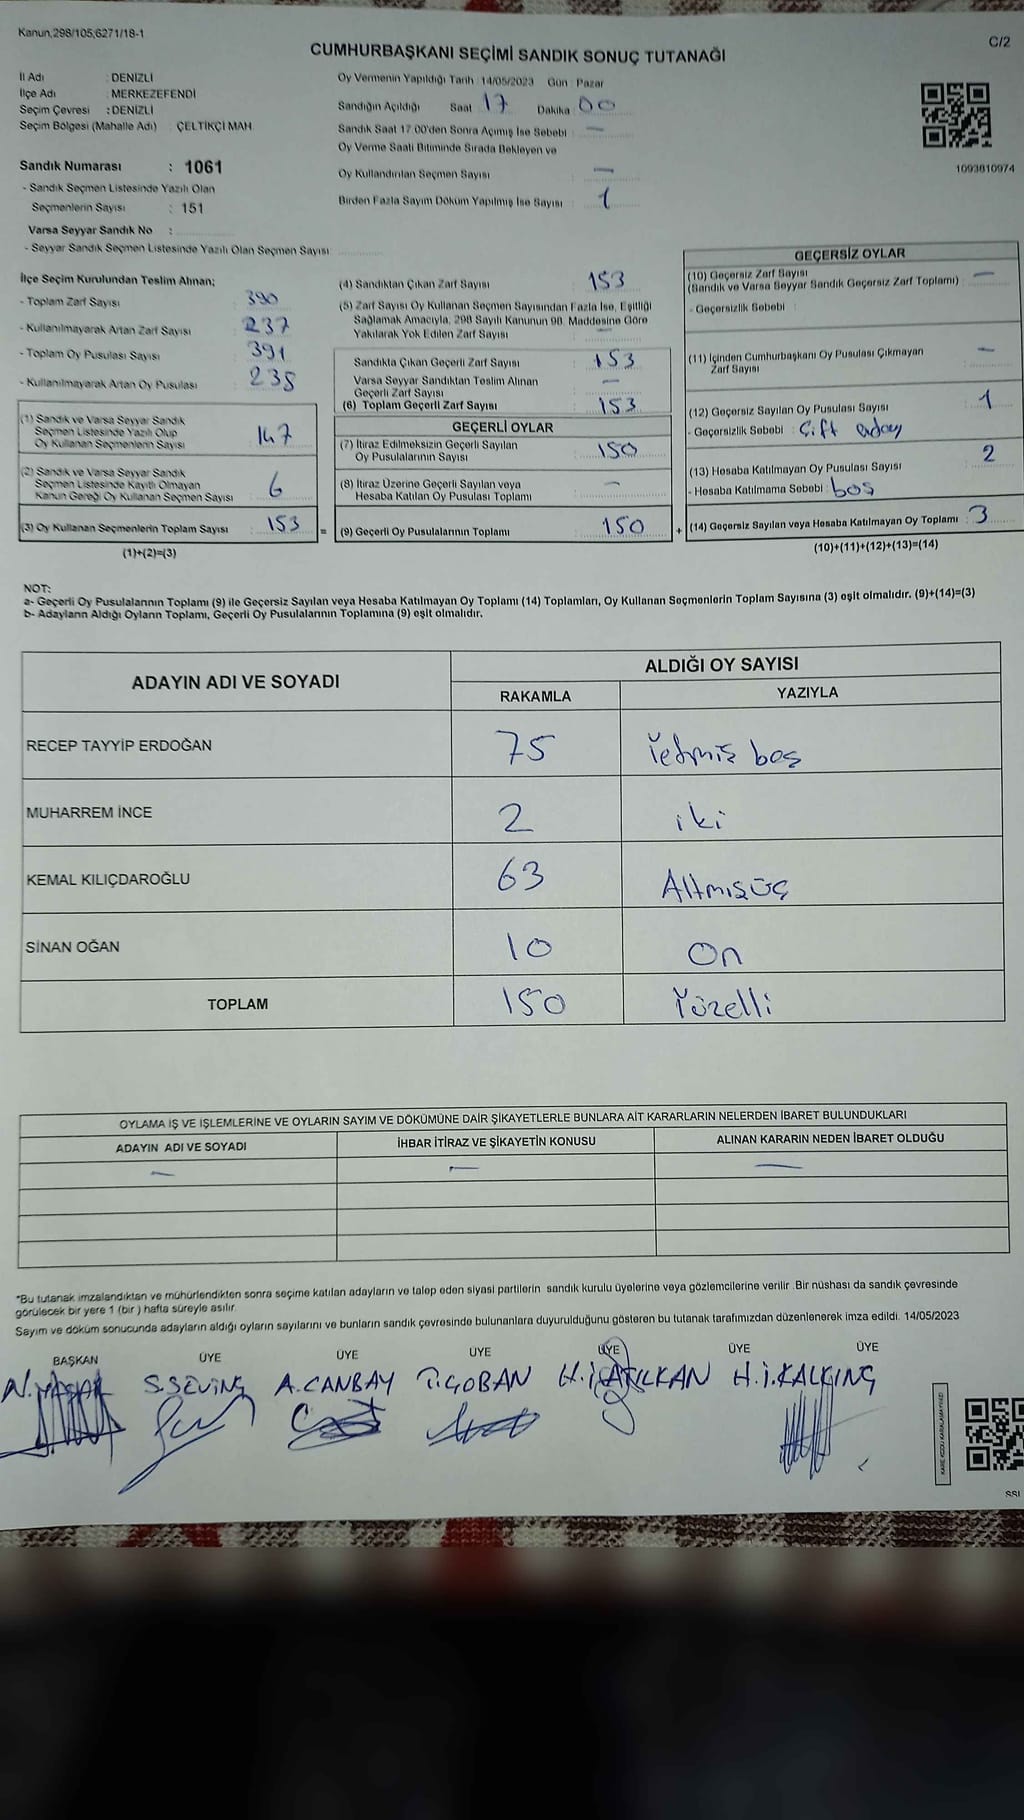 Kanun,298/105;6271/18-1
C/2
CUMHURBAŞKANI SEÇİMİ SANDIK SONUÇ TUTANAĞI
İl Adı : DENİZLİ
İlçe Adı : MERKEZEFENDİ
Seçim Çevresi : DENİZLİ
Seçim Bölgesi (Mahalle Adı) : ÇELTİKÇİ MAH
Sandık Numarası : 1061
- Sandık Seçmen Listesinde Yazılı Olan
Seçmenlerin Sayısı : 151
Varsa Seyyar Sandık No :
- Seyyar Sandık Seçmen Listesinde Yazılı Olan Seçmen Sayısı
Oy Vermenin Yapıldığı Tarih : 14/05/2023 Gün : Pazar
Sandığın Açıldığı Saat 17 Dakika 00
Sandık Saat 17:00'den Sonra Açılmış İse Sebebi : —
Oy Verme Saati Bitiminde Sırada Bekleyen ve
Oy Kullandırılan Seçmen Sayısı : —
Birden Fazla Sayım Döküm Yapılmış İse Sayısı : 1
1093810974
İlçe Seçim Kurulundan Teslim Alınan;
- Toplam Zarf Sayısı : 390
- Kullanılmayarak Artan Zarf Sayısı : 237
- Toplam Oy Pusulası Sayısı : 391
- Kullanılmayarak Artan Oy Pusulası : 238
(1) Sandık ve Varsa Seyyar Sandık
Seçmen Listesinde Yazılı Olup
Oy Kullanan Seçmenlerin Sayısı : 147
(2) Sandık ve Varsa Seyyar Sandık
Seçmen Listesinde Kayıtlı Olmayan
Kanun Gereği Oy Kullanan Seçmen Sayısı : 6
(3) Oy Kullanan Seçmenlerin Toplam Sayısı : 153 =
(1)+(2)=(3)
(4) Sandıktan Çıkan Zarf Sayısı : 153
(5) Zarf Sayısı Oy Kullanan Seçmen Sayısından Fazla İse, Eşitliği
Sağlamak Amacıyla, 298 Sayılı Kanunun 98. Maddesine Göre
Yakılarak Yok Edilen Zarf Sayısı : —
Sandıkta Çıkan Geçerli Zarf Sayısı : 153
Varsa Seyyar Sandıktan Teslim Alınan
Geçerli Zarf Sayısı : —
(6) Toplam Geçerli Zarf Sayısı : 153
GEÇERLİ OYLAR
(7) İtiraz Edilmeksizin Geçerli Sayılan
Oy Pusulalarının Sayısı : 150
(8) İtiraz Üzerine Geçerli Sayılan veya
Hesaba Katılan Oy Pusulası Toplamı : —
(9) Geçerli Oy Pusulalarının Toplamı : 150 +
GEÇERSİZ OYLAR
(10) Geçersiz Zarf Sayısı
(Sandık ve Varsa Seyyar Sandık Geçersiz Zarf Toplamı) : —
- Geçersizlik Sebebi :
(11) İçinden Cumhurbaşkanı Oy Pusulası Çıkmayan
Zarf Sayısı : —
(12) Geçersiz Sayılan Oy Pusulası Sayısı : 1
- Geçersizlik Sebebi : Çift aday
(13) Hesaba Katılmayan Oy Pusulası Sayısı : 2
- Hesaba Katılmama Sebebi : boş
(14) Geçersiz Sayılan veya Hesaba Katılmayan Oy Toplamı : 3
(10)+(11)+(12)+(13)=(14)
NOT:
a- Geçerli Oy Pusulalarının Toplamı (9) ile Geçersiz Sayılan veya Hesaba Katılmayan Oy Toplamı (14) Toplamları, Oy Kullanan Seçmenlerin Toplam Sayısına (3) eşit olmalıdır. (9)+(14)=(3)
b- Adayların Aldığı Oyların Toplamı, Geçerli Oy Pusulalarının Toplamına (9) eşit olmalıdır.
ADAYIN ADI VE SOYADI
ALDIĞI OY SAYISI
RAKAMLA YAZIYLA
RECEP TAYYİP ERDOĞAN 75 Yetmiş beş
MUHARREM İNCE 2 iki
KEMAL KILIÇDAROĞLU 63 Altmışüç
SİNAN OĞAN 10 On
TOPLAM 150 Yüzelli
OYLAMA İŞ VE İŞLEMLERİNE VE OYLARIN SAYIM VE DÖKÜMÜNE DAİR ŞİKAYETLERLE BUNLARA AİT KARARLARIN NELERDEN İBARET BULUNDUKLARI
ADAYIN ADI VE SOYADI İHBAR İTİRAZ VE ŞİKAYETİN KONUSU ALINAN KARARIN NEDEN İBARET OLDUĞU
— — —
*Bu tutanak imzalandıktan ve mühürlendikten sonra seçime katılan adayların ve talep eden siyasi partilerin sandık kurulu üyelerine veya gözlemcilerine verilir .Bir nüshası da sandık çevresinde
görülecek bir yere 1 (bir ) hafta süreyle asılır.
Sayım ve döküm sonucunda adayların aldığı oyların sayılarını ve bunların sandık çevresinde bulunanlara duyurulduğunu gösteren bu tutanak tarafımızdan düzenlenerek imza edildi. 14/05/2023
BAŞKAN ÜYE ÜYE ÜYE ÜYE ÜYE ÜYE
S.SEVİNÇ A.CANBAY H.İ.KALKINÇ
KARE KODU KARALAMAYINIZ